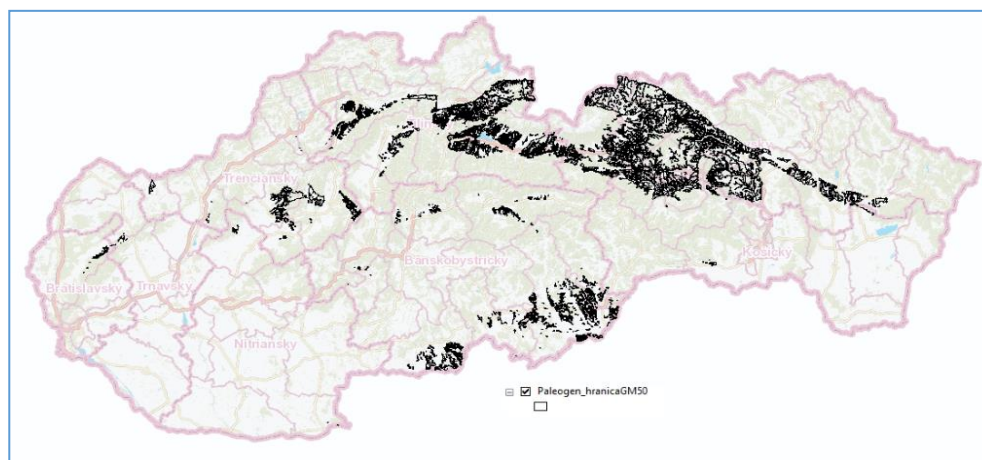 Trenčiansky
Banskobystrický
Košický
Bratislavský
Trnavský
Nitriansky
Paleogen_hranicaGM50